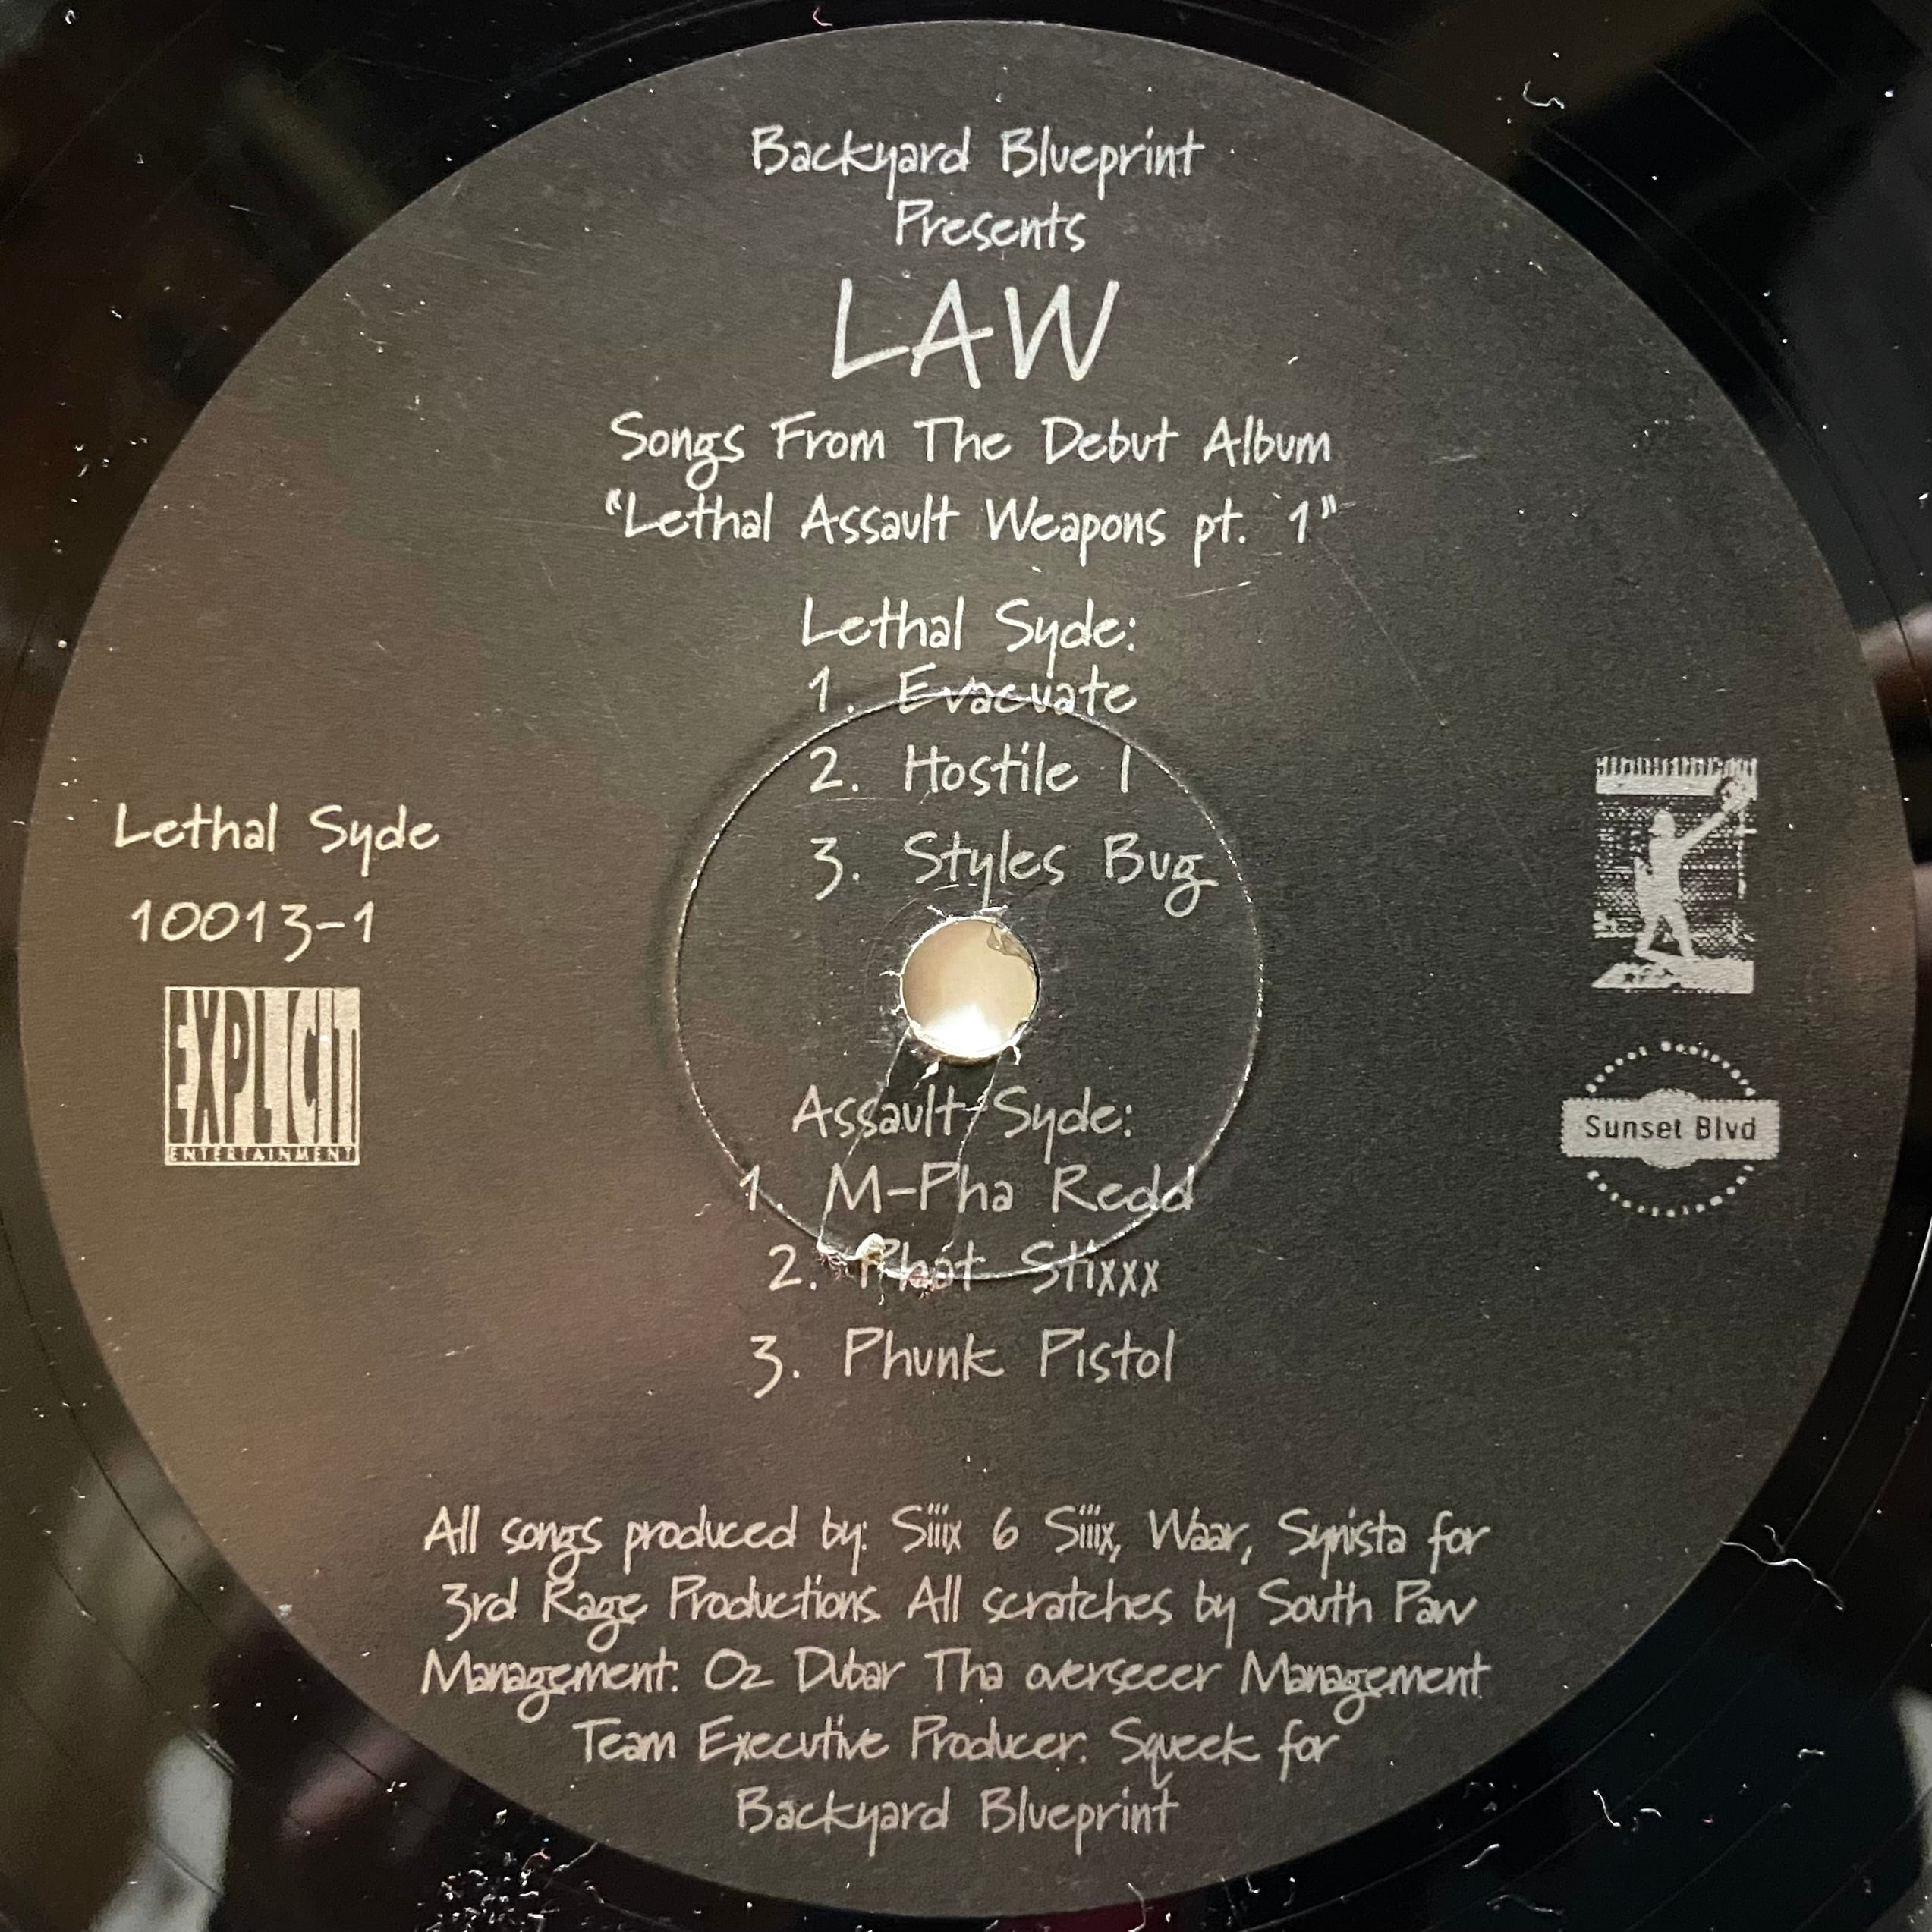 Backyard Blueprint
Presents
LAW
Songs From The Debut Album
"Lethal Assault Weapons pt. 1"
Lethal Syde:
1. Evacuate
2. Hostile 1
3. Styles Bug
Lethal Syde
10013-1
EXPLICIT
ENTERTAINMENT
Sunset Blvd
Assault Syde:
1. M-Pha Redd
2. Phat Stixxx
3. Phunk Pistol
All songs produced by: Siiix 6 Siiix, Waar, Synista for
3rd Rage Productions. All scratches by South Paw
Management: Oz Dubar Tha overseeer Management
Team Executive Producer: Squeek for
Backyard Blueprint